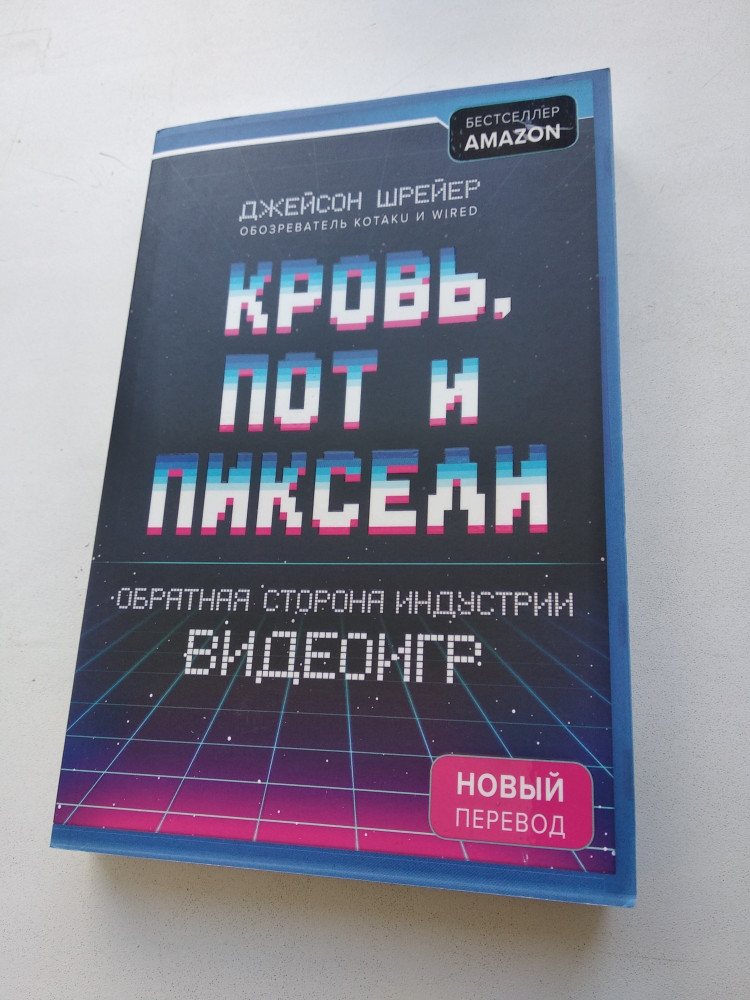 БЕСТСЕЛЛЕР
AMAZON
ДЖЕЙСОН ШРЕЙЕР
ОБОЗРЕВАТЕЛЬ KOTAKU И WIRED
КРОВЬ,
ПОТ И
ПИКСЕЛИ
ОБРАТНАЯ СТОРОНА ИНДУСТРИИ
ВИДЕОИГР
НОВЫЙ
ПЕРЕВОД